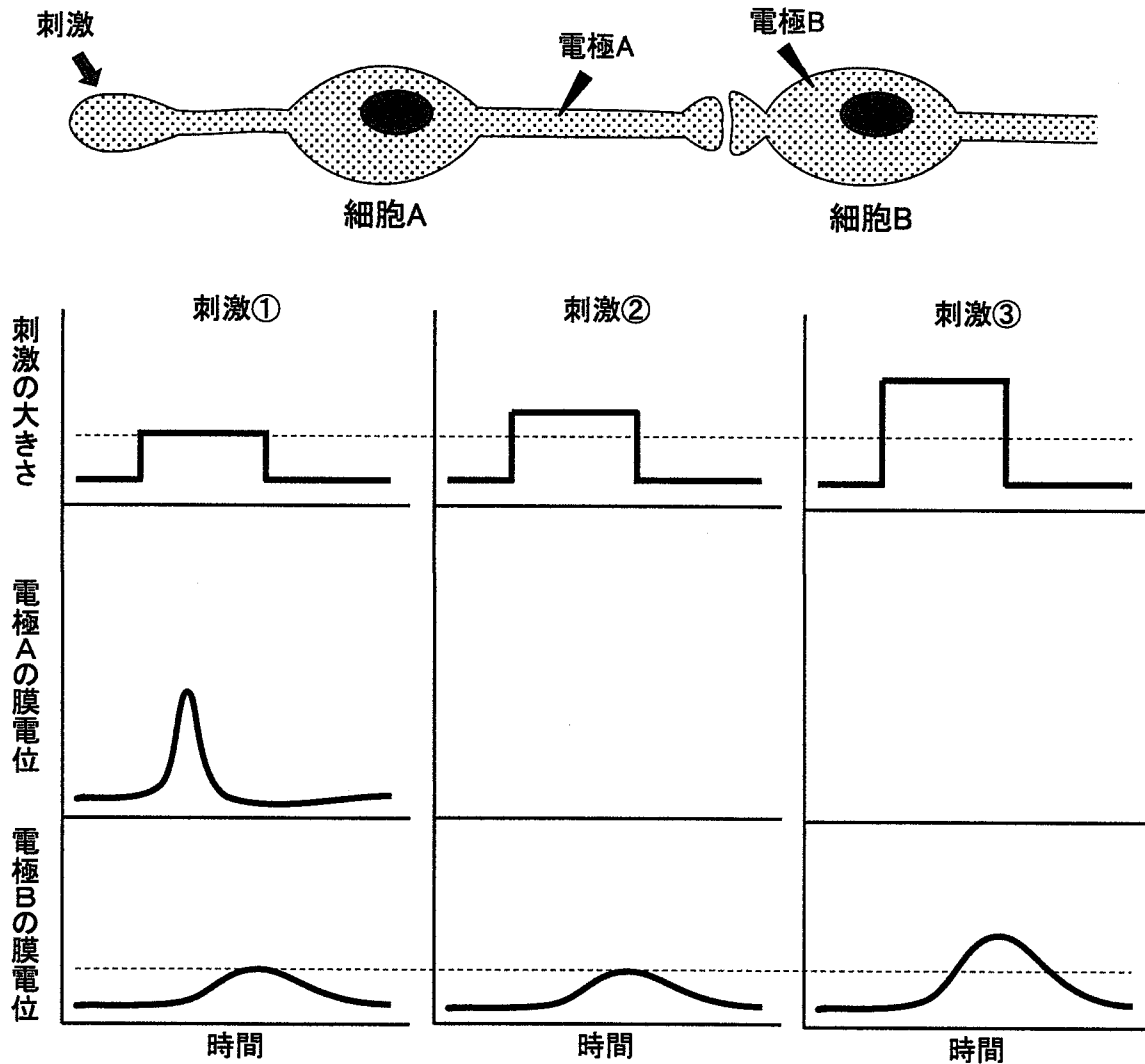 刺激
電極A
電極B
細胞A
細胞B
刺激①
刺激②
刺激③
刺激の大きさ
電極Aの膜電位
電極Bの膜電位
時間
時間
時間